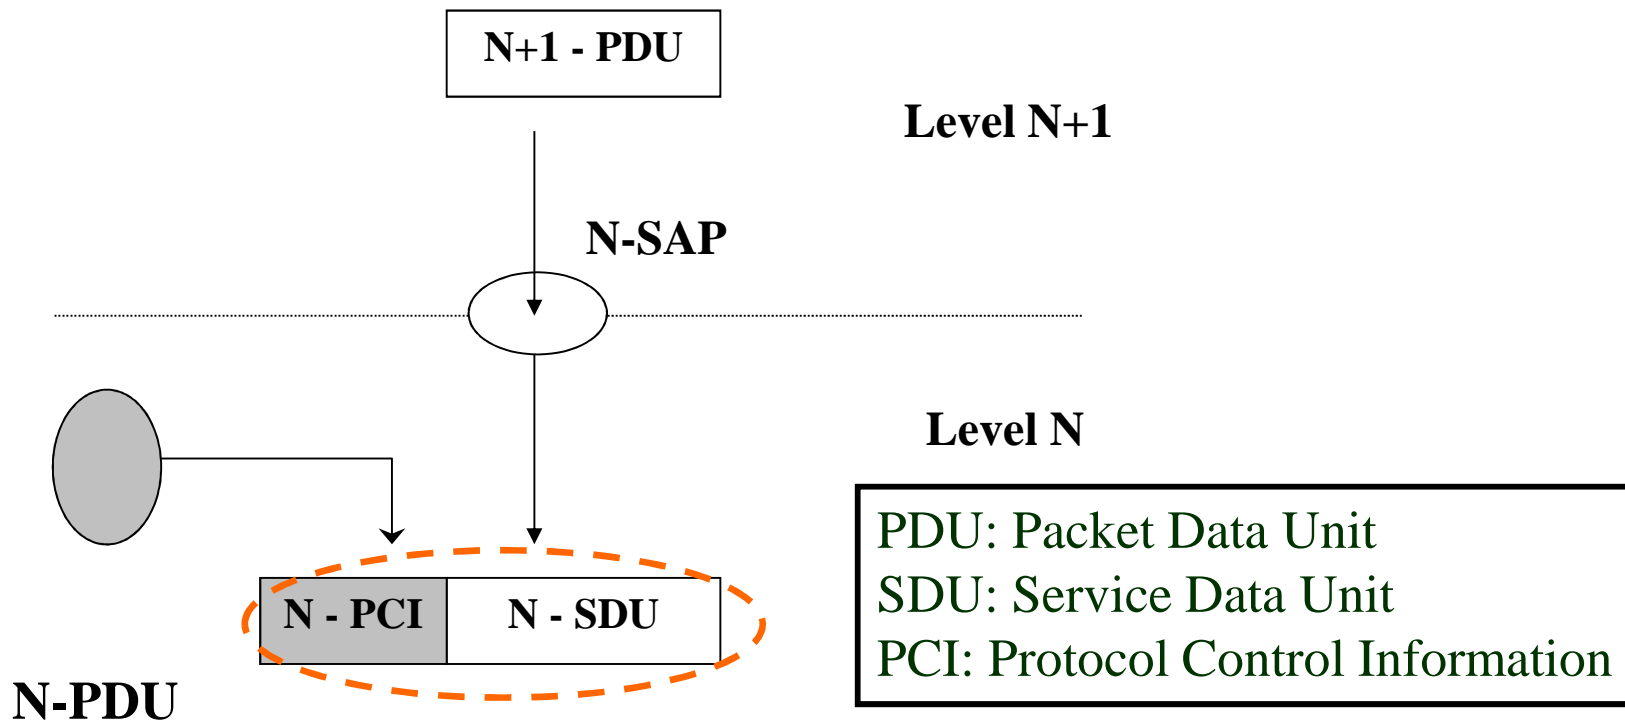 N+1 - PDU
Level N+1
N-SAP
Level N
PDU: Packet Data Unit
SDU: Service Data Unit
PCI: Protocol Control Information
N - PCI
N - SDU
N-PDU